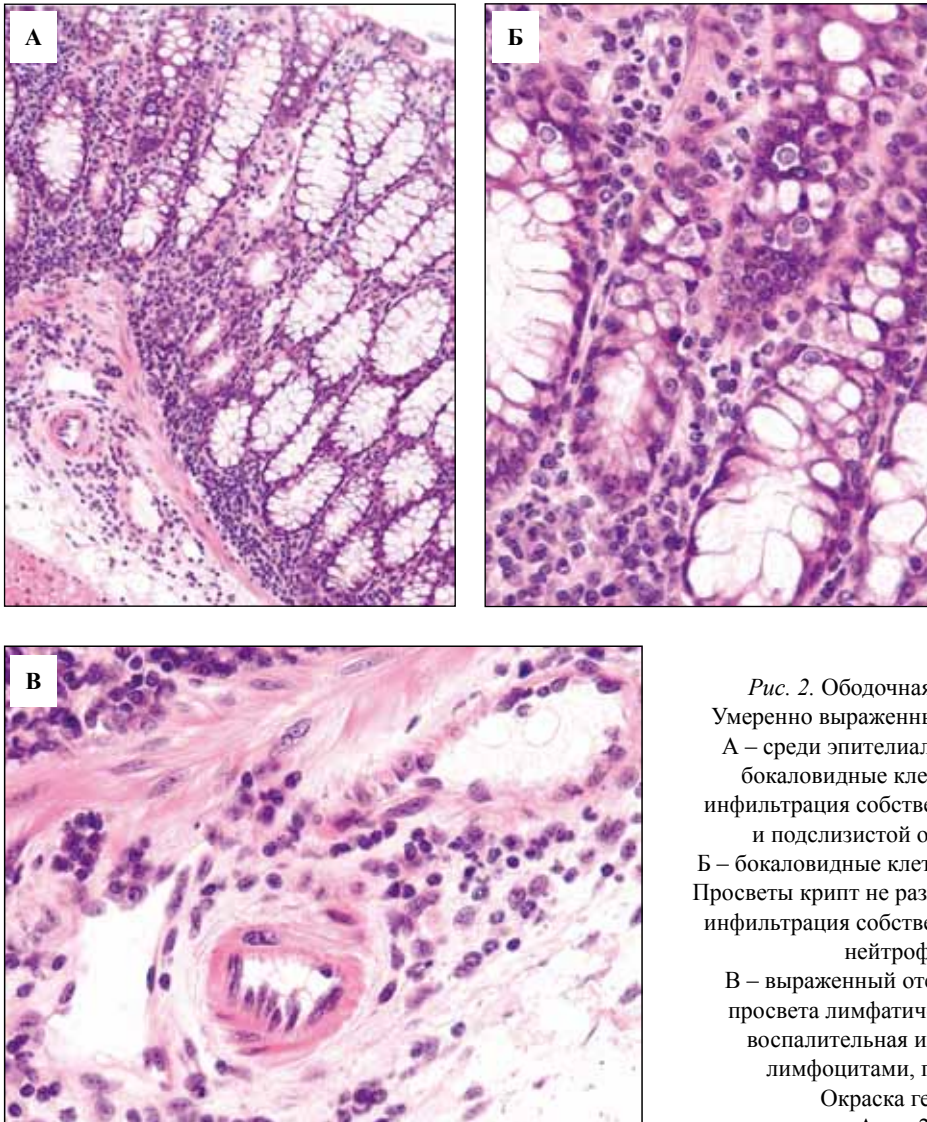 А
Б
В
Рис. 2. Ободочная
Умеренно выраженны
А – среди эпителиал
бокаловидные кле
инфильтрация собстве
и подслизистой о
Б – бокаловидные клет
Просветы крипт не раз
инфильтрация собстве
нейтроф
В – выраженный оте
просвета лимфатич
воспалительная и
лимфоцитами, п
Окраска ге